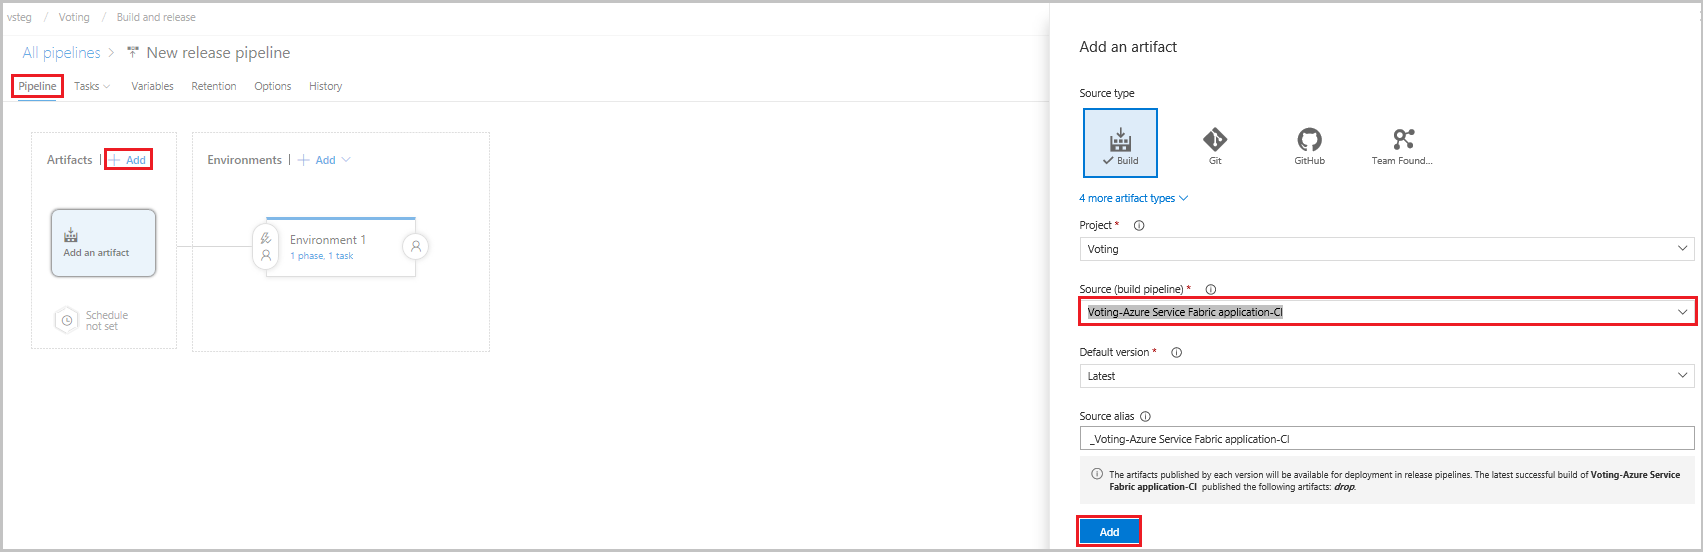 vsteg / Voting / Build and release
All pipelines > New release pipeline
Pipeline Tasks Variables Retention Options History
Artifacts | + Add
Environments | + Add
Add an artifact
Schedule
not set
Environment 1
1 phase, 1 task
Add an artifact
Source type
Build
Git
GitHub
Team Found...
4 more artifact types
Project *
Voting
Source (build pipeline) *
Voting-Azure Service Fabric application-CI
Default version *
Latest
Source alias
_Voting-Azure Service Fabric application-CI
The artifacts published by each version will be available for deployment in release pipelines. The latest successful build of Voting-Azure Service
Fabric application-CI published the following artifacts: drop.
Add